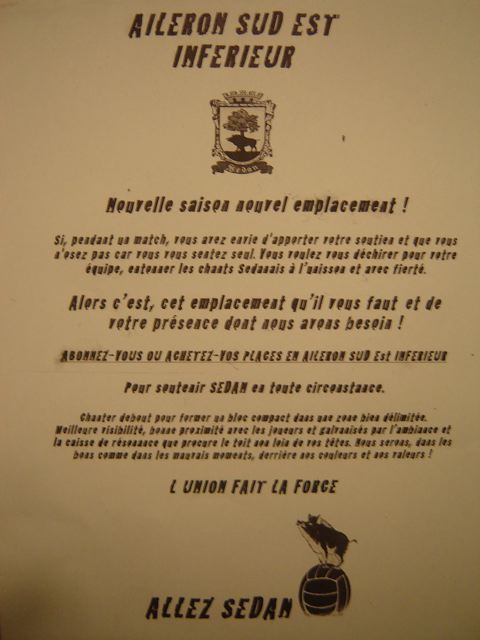 AILERON SUD EST
INFERIEUR
Sedan
Nouvelle saison nouvel emplacement !
Si, pendant un match, vous avez envie d'apporter votre soutien et que vous
n'osez pas car vous vous sentez seul. Vous voulez vous déchirer pour votre
équipe, entonner les chants Sedanais à l'unisson et avec fierté.
Alors c'est, cet emplacement qu'il vous faut et de
votre présence dont nous avons besoin !
ABONNEZ-VOUS OU ACHETEZ-VOS PLACES EN AILERON SUD Est INFERIEUR
Pour soutenir SEDAN en toute circonstance.
Chanter debout pour former un bloc compact dans une zone bien délimitée.
Meilleure visibilité, bonne proximité avec les joueurs et galvanisés par l'ambiance et
la caisse de résonance que procure le toit non loin de vos têtes. Nous serons, dans les
bons comme dans les mauvais moments, derrière nos couleurs et nos valeurs !
L UNION FAIT LA FORCE
ALLEZ SEDAN